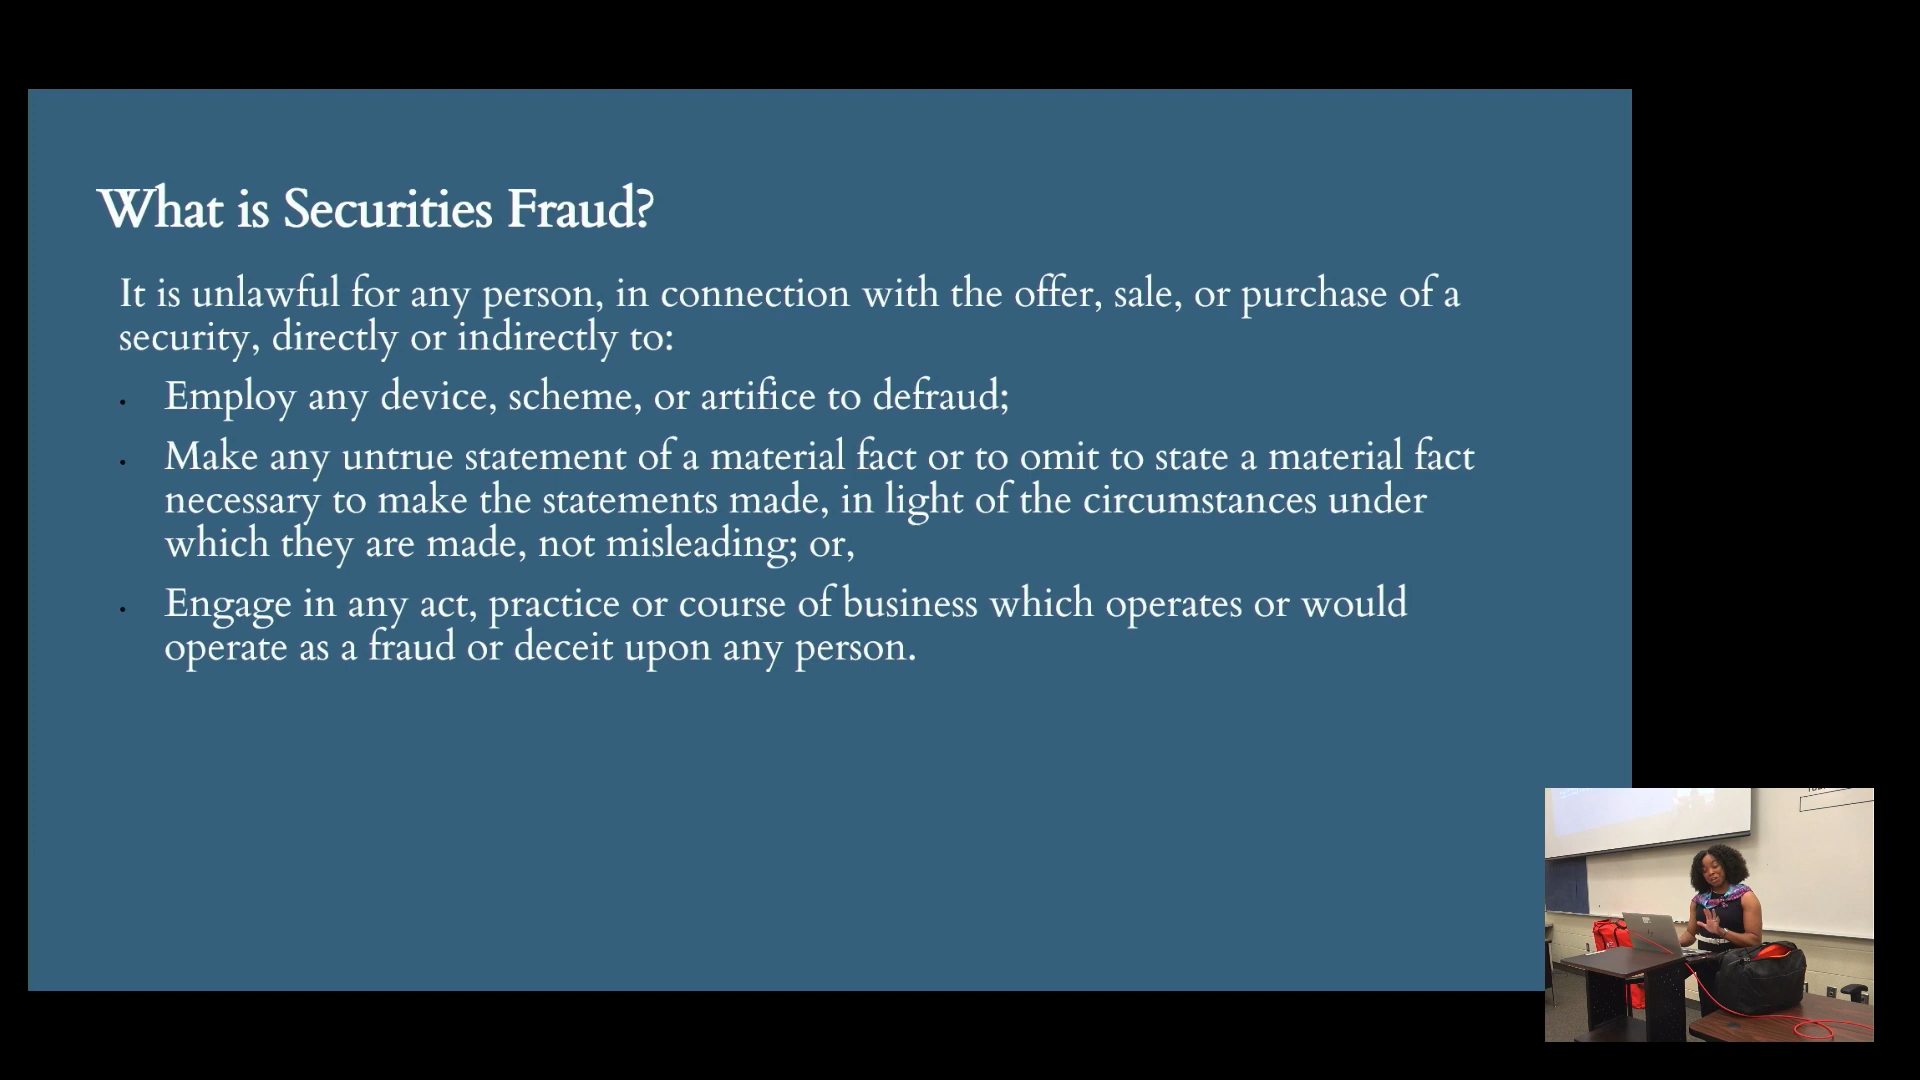 What is Securities Fraud?
It is unlawful for any person, in connection with the offer, sale, or purchase of a
security, directly or indirectly to:
• Employ any device, scheme, or artifice to defraud;
• Make any untrue statement of a material fact or to omit to state a material fact
necessary to make the statements made, in light of the circumstances under
which they are made, not misleading; or,
• Engage in any act, practice or course of business which operates or would
operate as a fraud or deceit upon any person.